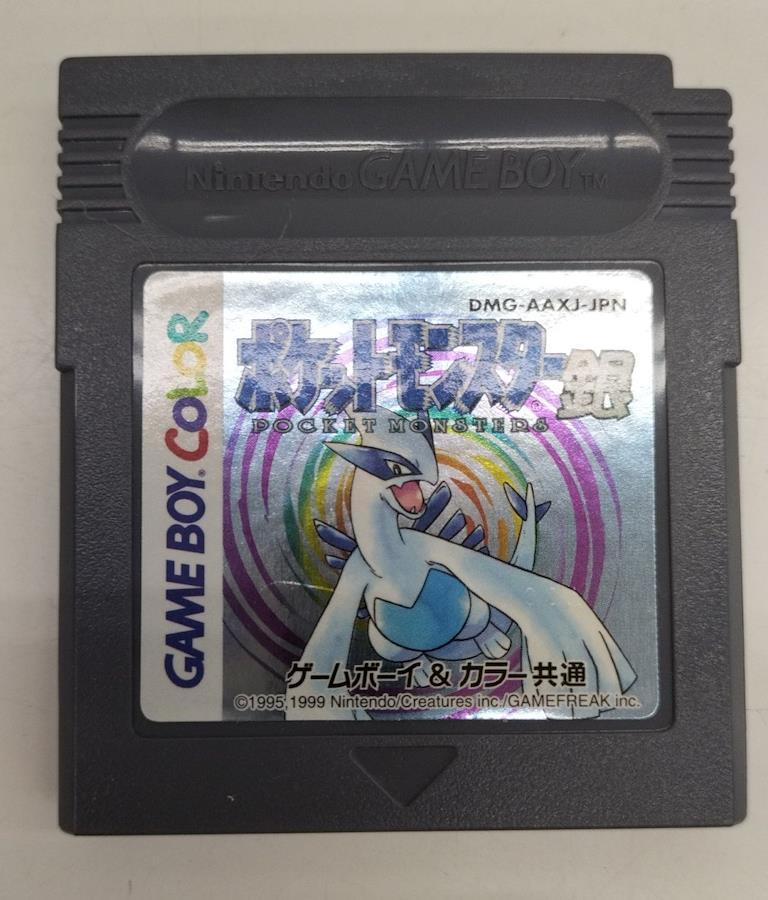 Nintendo GAME BOY TM
DMG-AAXJ-JPN
ポケットモンスター銀
POCKET MONSTERS
GAME BOY COLOR
ゲームボーイ & カラー共通
©1995,1999 Nintendo/Creatures inc./GAMEFREAK inc.